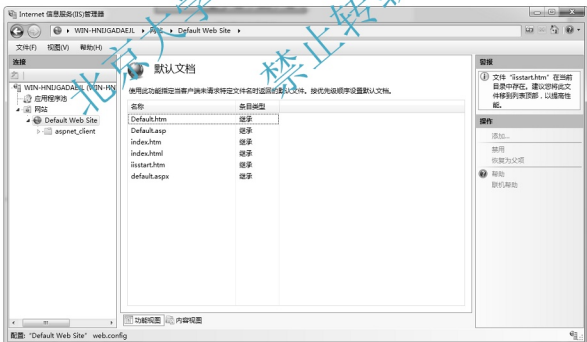 Internet 信息服务(IIS)管理器
WIN-HNIJGADAEJL ▸ 网站 ▸ Default Web Site ▸
文件(F) 视图(V) 帮助(H)
连接
WIN-HNIJGADAEJL (WIN-HN
应用程序池
网站
Default Web Site
aspnet_client
默认文档
使用此功能指定当客户端未请求特定文件名时返回的默认文件。按优先级顺序设置默认文档。
名称 条目类型
Default.htm 继承
Default.asp 继承
index.htm 继承
index.html 继承
iisstart.htm 继承
default.aspx 继承
功能视图 内容视图
警报
文件“iisstart.htm”在当前
目录中存在。建议您将此文
件移到列表顶部,以提高性
能。
操作
添加...
禁用
恢复为父项
帮助
联机帮助
配置: "Default Web Site" web.config
北京大学
禁止转